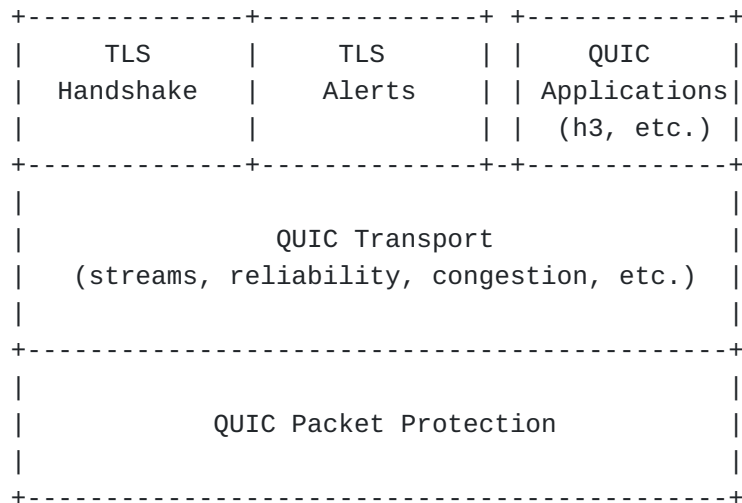 +--------------+--------------+ +-------------+
|     TLS      |     TLS      | |    QUIC     |
|  Handshake   |    Alerts    | | Applications|
|              |              | |  (h3, etc.) |
+--------------+--------------+-+-------------+
|                                             |
|                QUIC Transport               |
|   (streams, reliability, congestion, etc.)  |
|                                             |
+---------------------------------------------+
|                                             |
|            QUIC Packet Protection           |
|                                             |
+---------------------------------------------+